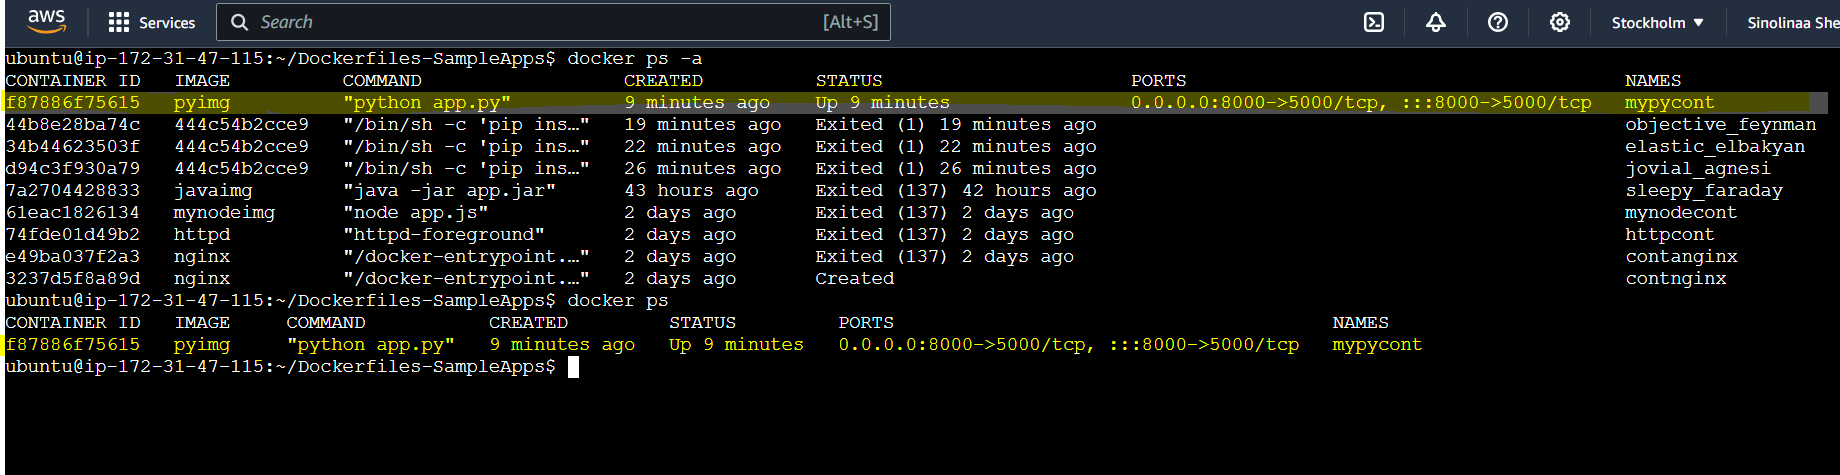 aws Services Search [Alt+S] Stockholm ▼ Sinolinaa She
ubuntu@ip-172-31-47-115:~/Dockerfiles-SampleApps$ docker ps -a
CONTAINER ID IMAGE COMMAND CREATED STATUS PORTS NAMES
f87886f75615 pyimg "python app.py" 9 minutes ago Up 9 minutes 0.0.0.0:8000->5000/tcp, :::8000->5000/tcp mypycont
44b8e28ba74c 444c54b2cce9 "/bin/sh -c 'pip ins…" 19 minutes ago Exited (1) 19 minutes ago objective_feynman
34b44623503f 444c54b2cce9 "/bin/sh -c 'pip ins…" 22 minutes ago Exited (1) 22 minutes ago elastic_elbakyan
d94c3f930a79 444c54b2cce9 "/bin/sh -c 'pip ins…" 26 minutes ago Exited (1) 26 minutes ago jovial_agnesi
7a2704428833 javaimg "java -jar app.jar" 43 hours ago Exited (137) 42 hours ago sleepy_faraday
61eac1826134 mynodeimg "node app.js" 2 days ago Exited (137) 2 days ago mynodecont
74fde01d49b2 httpd "httpd-foreground" 2 days ago Exited (137) 2 days ago httpcont
e49ba037f2a3 nginx "/docker-entrypoint.…" 2 days ago Exited (137) 2 days ago contanginx
3237d5f8a89d nginx "/docker-entrypoint.…" 2 days ago Created contnginx
ubuntu@ip-172-31-47-115:~/Dockerfiles-SampleApps$ docker ps
CONTAINER ID IMAGE COMMAND CREATED STATUS PORTS NAMES
f87886f75615 pyimg "python app.py" 9 minutes ago Up 9 minutes 0.0.0.0:8000->5000/tcp, :::8000->5000/tcp mypycont
ubuntu@ip-172-31-47-115:~/Dockerfiles-SampleApps$